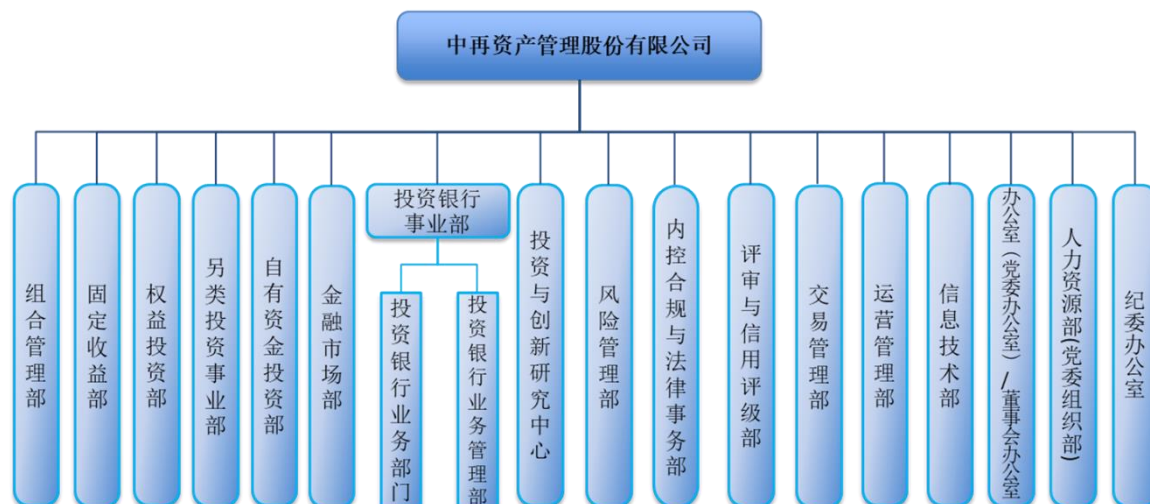 中再资产管理股份有限公司
组合管理部
固定收益部
权益投资部
另类投资事业部
自有资金投资部
金融市场部
投资银行
事业部
投资银行业务部门
投资银行业务管理部
投资与创新研究中心
风险管理部
内控合规与法律事务部
评审与信用评级部
交易管理部
运营管理部
信息技术部
办公室（党委办公室）/董事会办公室
人力资源部(党委组织部)
纪委办公室